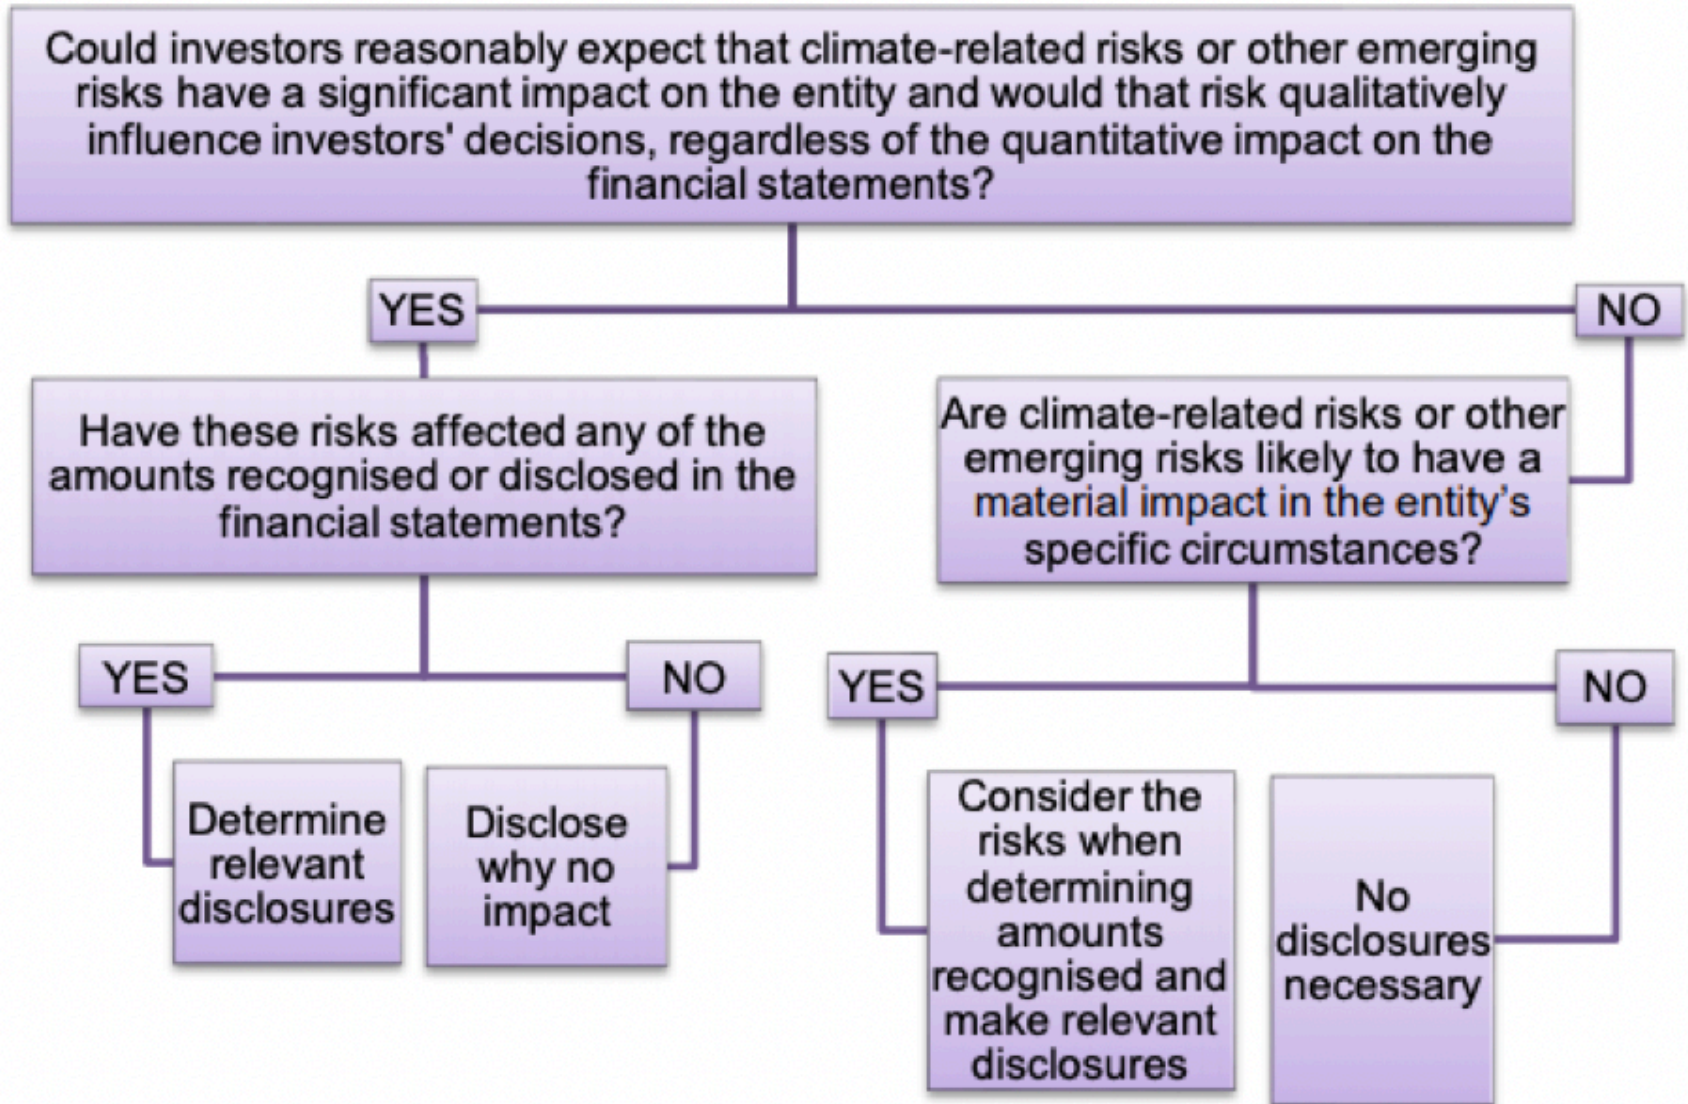 Could investors reasonably expect that climate-related risks or other emerging
risks have a significant impact on the entity and would that risk qualitatively
influence investors' decisions, regardless of the quantitative impact on the
financial statements?
YES
NO
Have these risks affected any of the
amounts recognised or disclosed in the
financial statements?
Are climate-related risks or other
emerging risks likely to have a
material impact in the entity’s
specific circumstances?
YES
NO
YES
NO
Determine
relevant
disclosures
Disclose
why no
impact
Consider the
risks when
determining
amounts
recognised and
make relevant
disclosures
No
disclosures
necessary